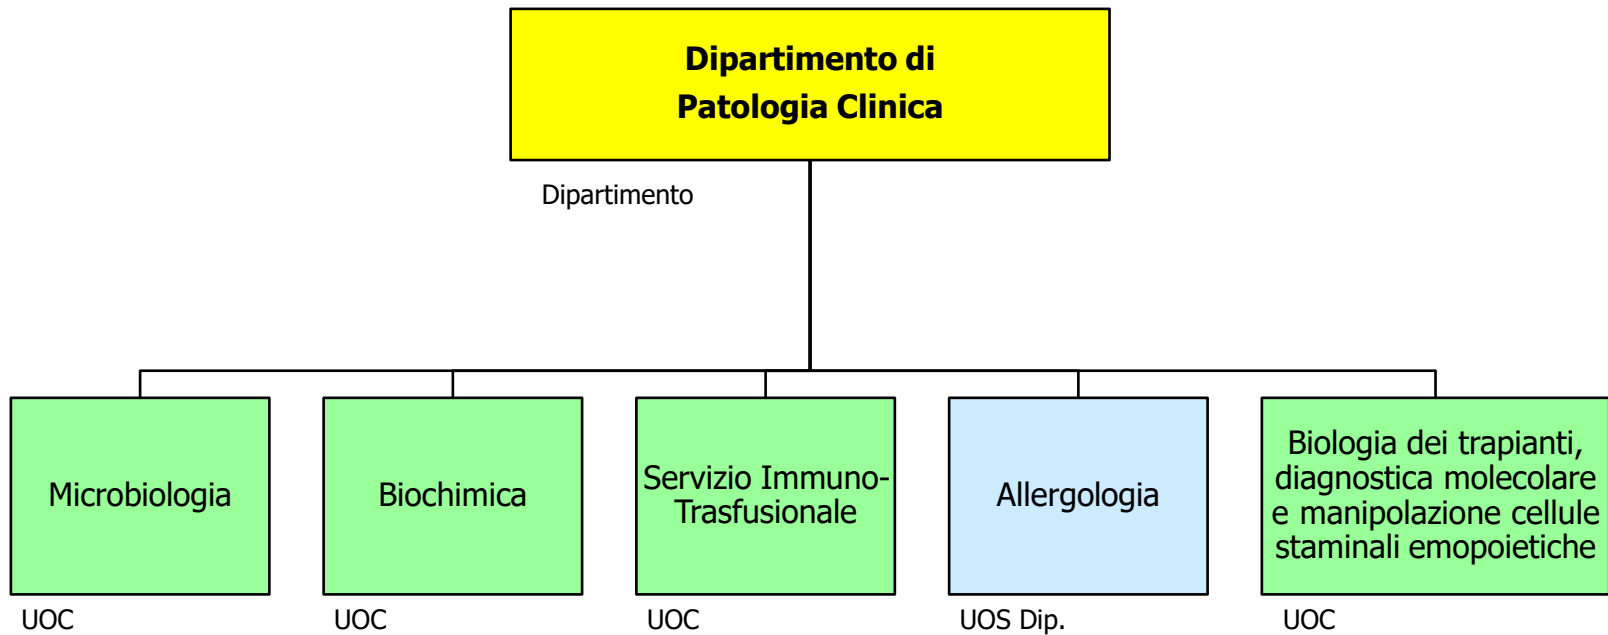 Dipartimento di
Patologia Clinica
Dipartimento
Microbiologia
UOC
Biochimica
UOC
Servizio Immuno-
Trasfusionale
UOC
Allergologia
UOS Dip.
Biologia dei trapianti,
diagnostica molecolare
e manipolazione cellule
staminali emopoietiche
UOC